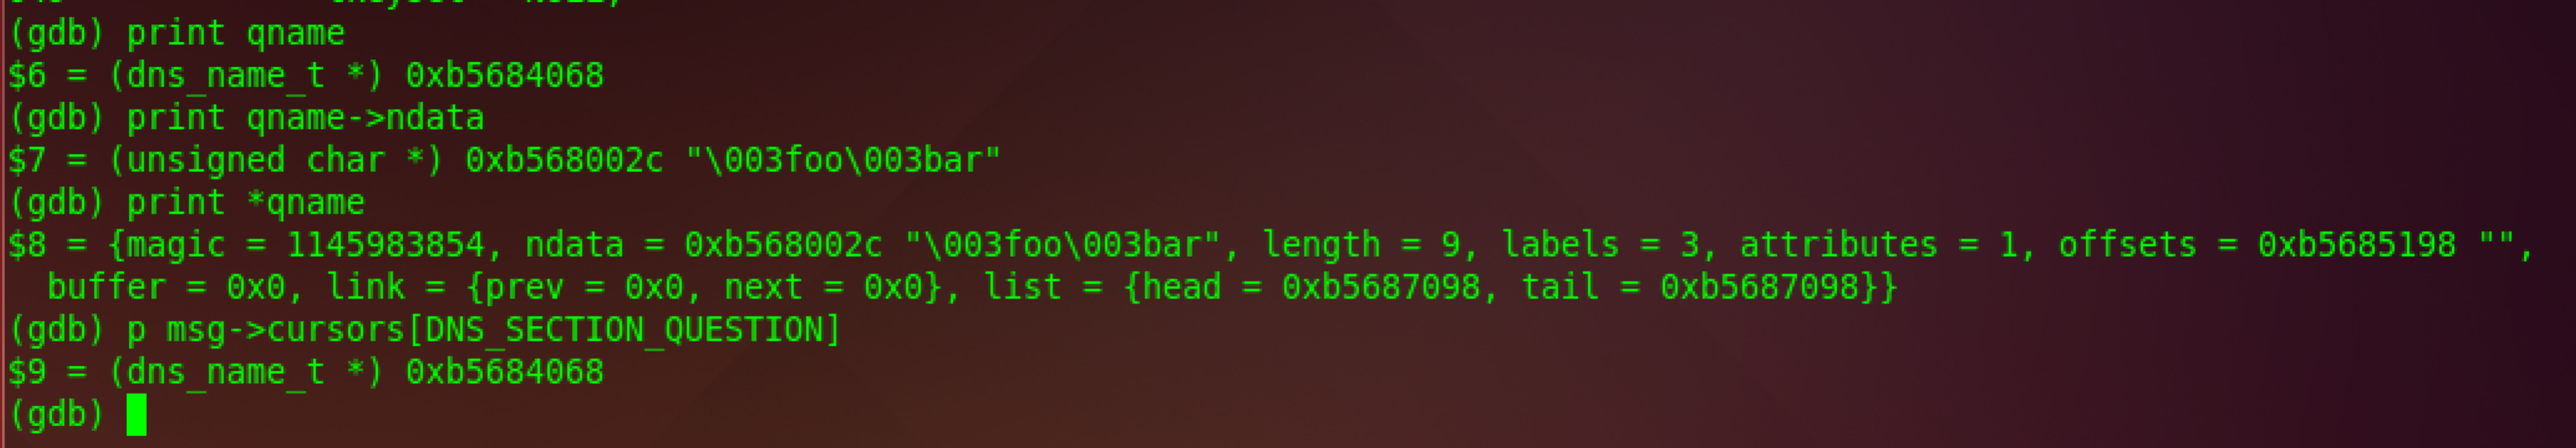 (gdb) print qname
$6 = (dns_name_t *) 0xb5684068
(gdb) print qname->ndata
$7 = (unsigned char *) 0xb568002c "\003foo\003bar"
(gdb) print *qname
$8 = {magic = 1145983854, ndata = 0xb568002c "\003foo\003bar", length = 9, labels = 3, attributes = 1, offsets = 0xb5685198 "",
  buffer = 0x0, link = {prev = 0x0, next = 0x0}, list = {head = 0xb5687098, tail = 0xb5687098}}
(gdb) p msg->cursors[DNS_SECTION_QUESTION]
$9 = (dns_name_t *) 0xb5684068
(gdb)